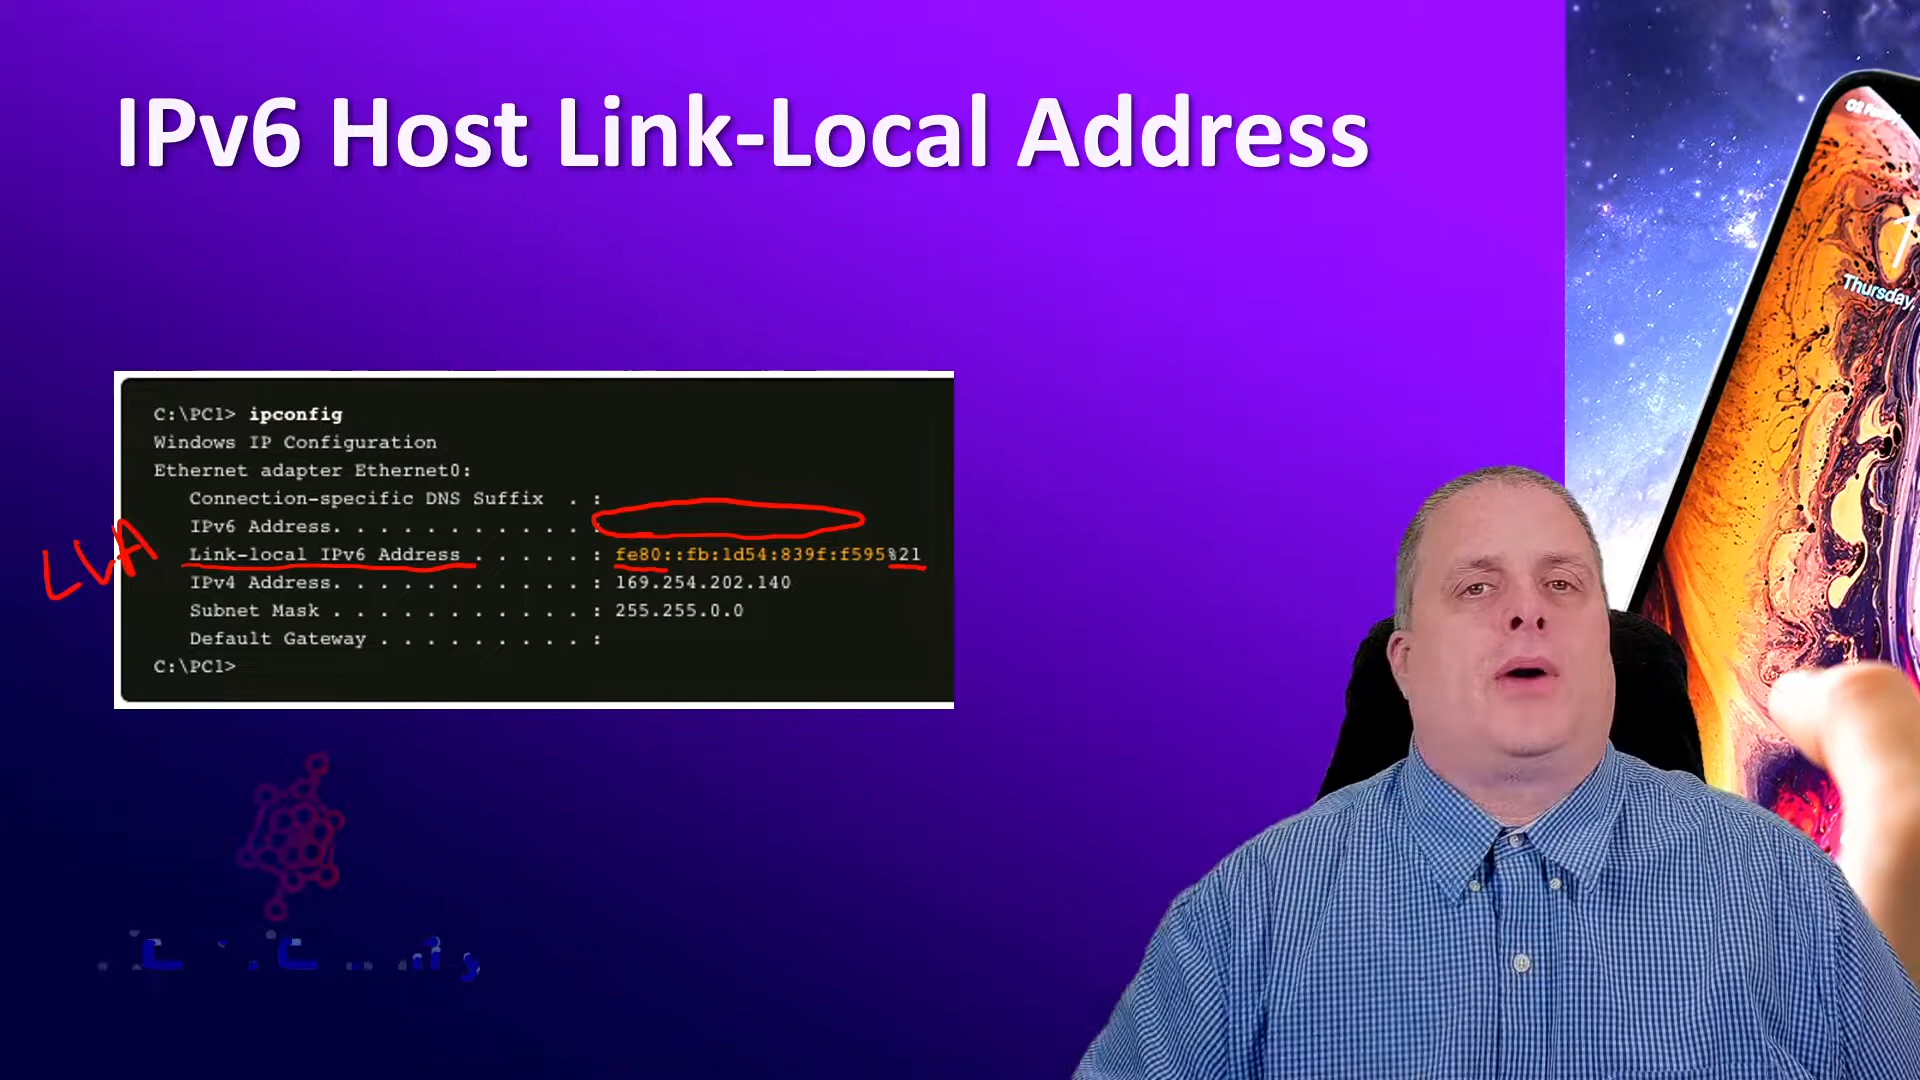 IPv6 Host Link-Local Address
C:\PC1> ipconfig
Windows IP Configuration
Ethernet adapter Ethernet0:
Connection-specific DNS Suffix . :
IPv6 Address. . . . . . . . . . . :
Link-local IPv6 Address . . . . . : fe80::fb:1d54:839f:f595%21
IPv4 Address. . . . . . . . . . . : 169.254.202.140
Subnet Mask . . . . . . . . . . . : 255.255.0.0
Default Gateway . . . . . . . . . :
C:\PC1>
LLA
Thursday,